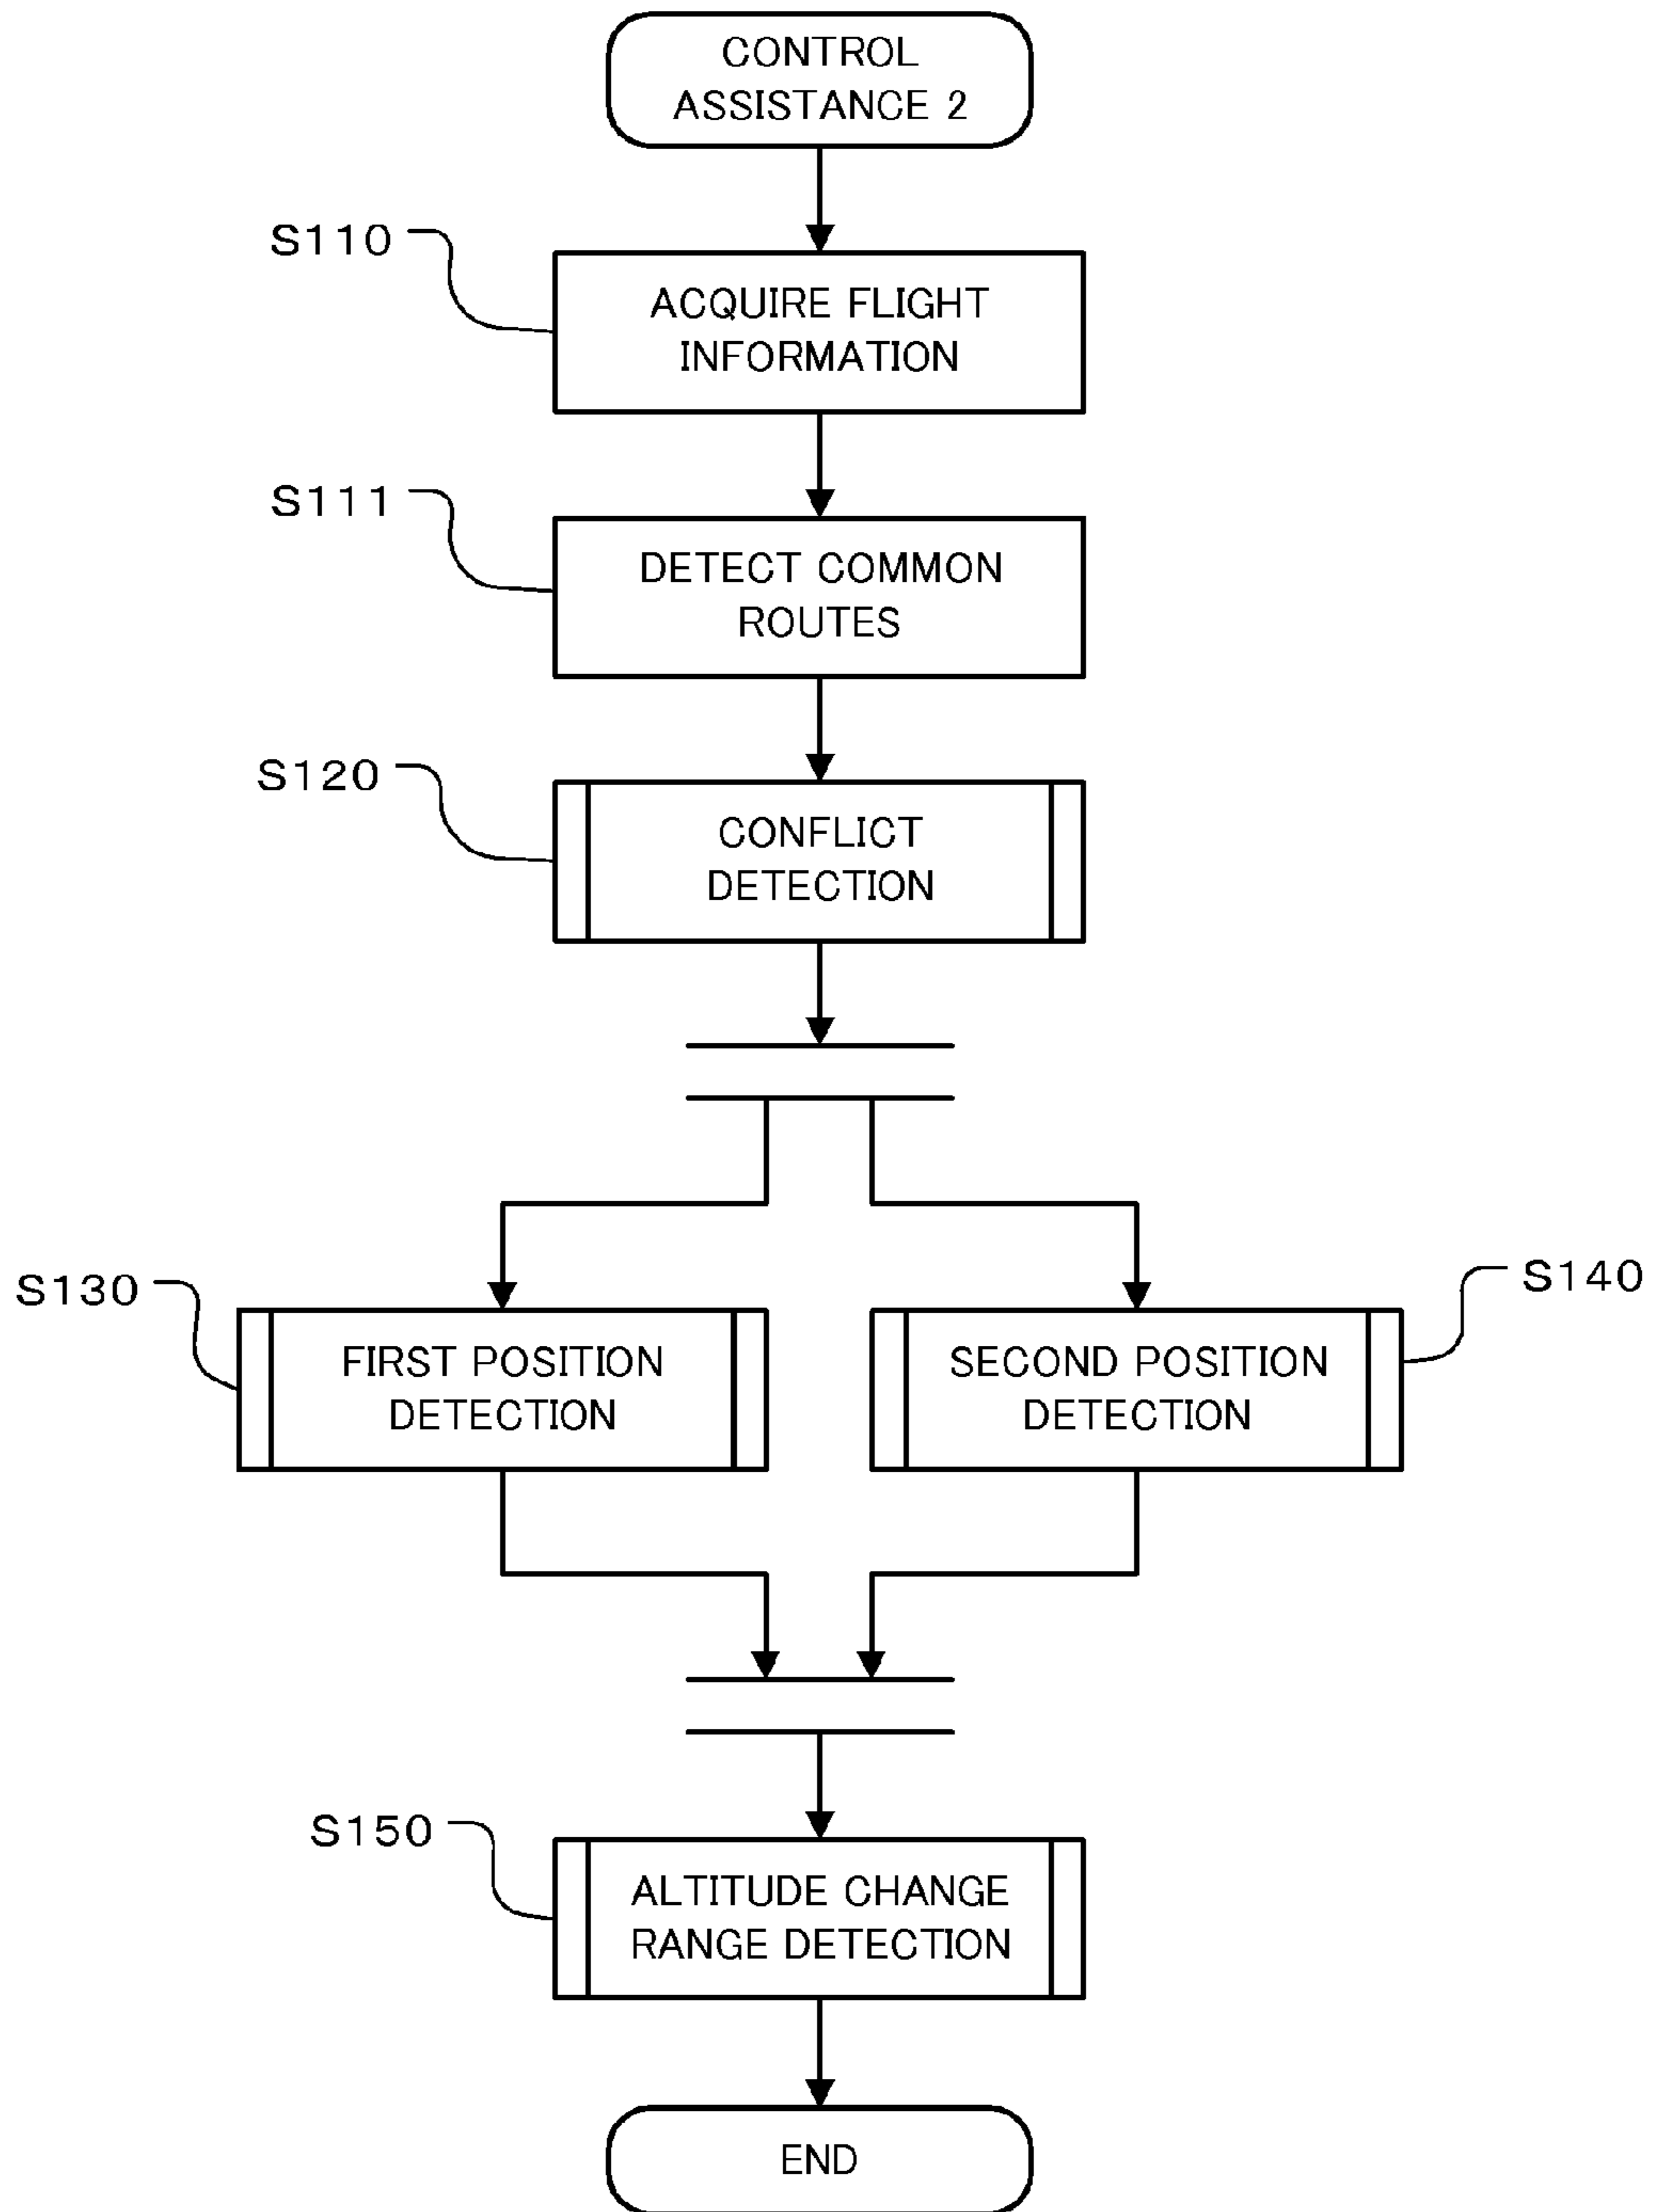 CONTROL
ASSISTANCE 2
S110
ACQUIRE FLIGHT
INFORMATION
S111
DETECT COMMON
ROUTES
S120
CONFLICT
DETECTION
S130
FIRST POSITION
DETECTION
S140
SECOND POSITION
DETECTION
S150
ALTITUDE CHANGE
RANGE DETECTION
END